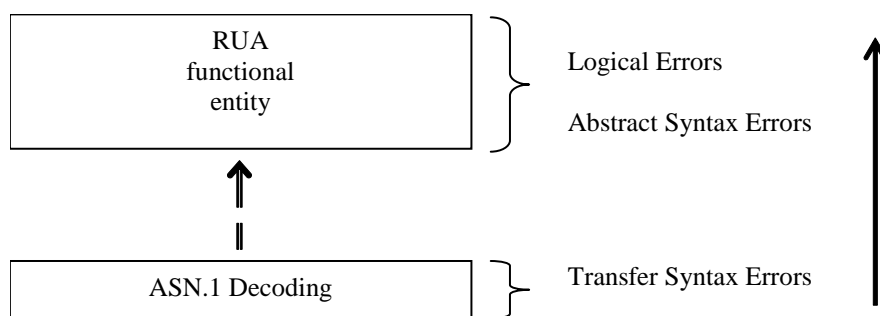 RUA
functional
entity
Logical Errors
Abstract Syntax Errors
ASN.1 Decoding
Transfer Syntax Errors